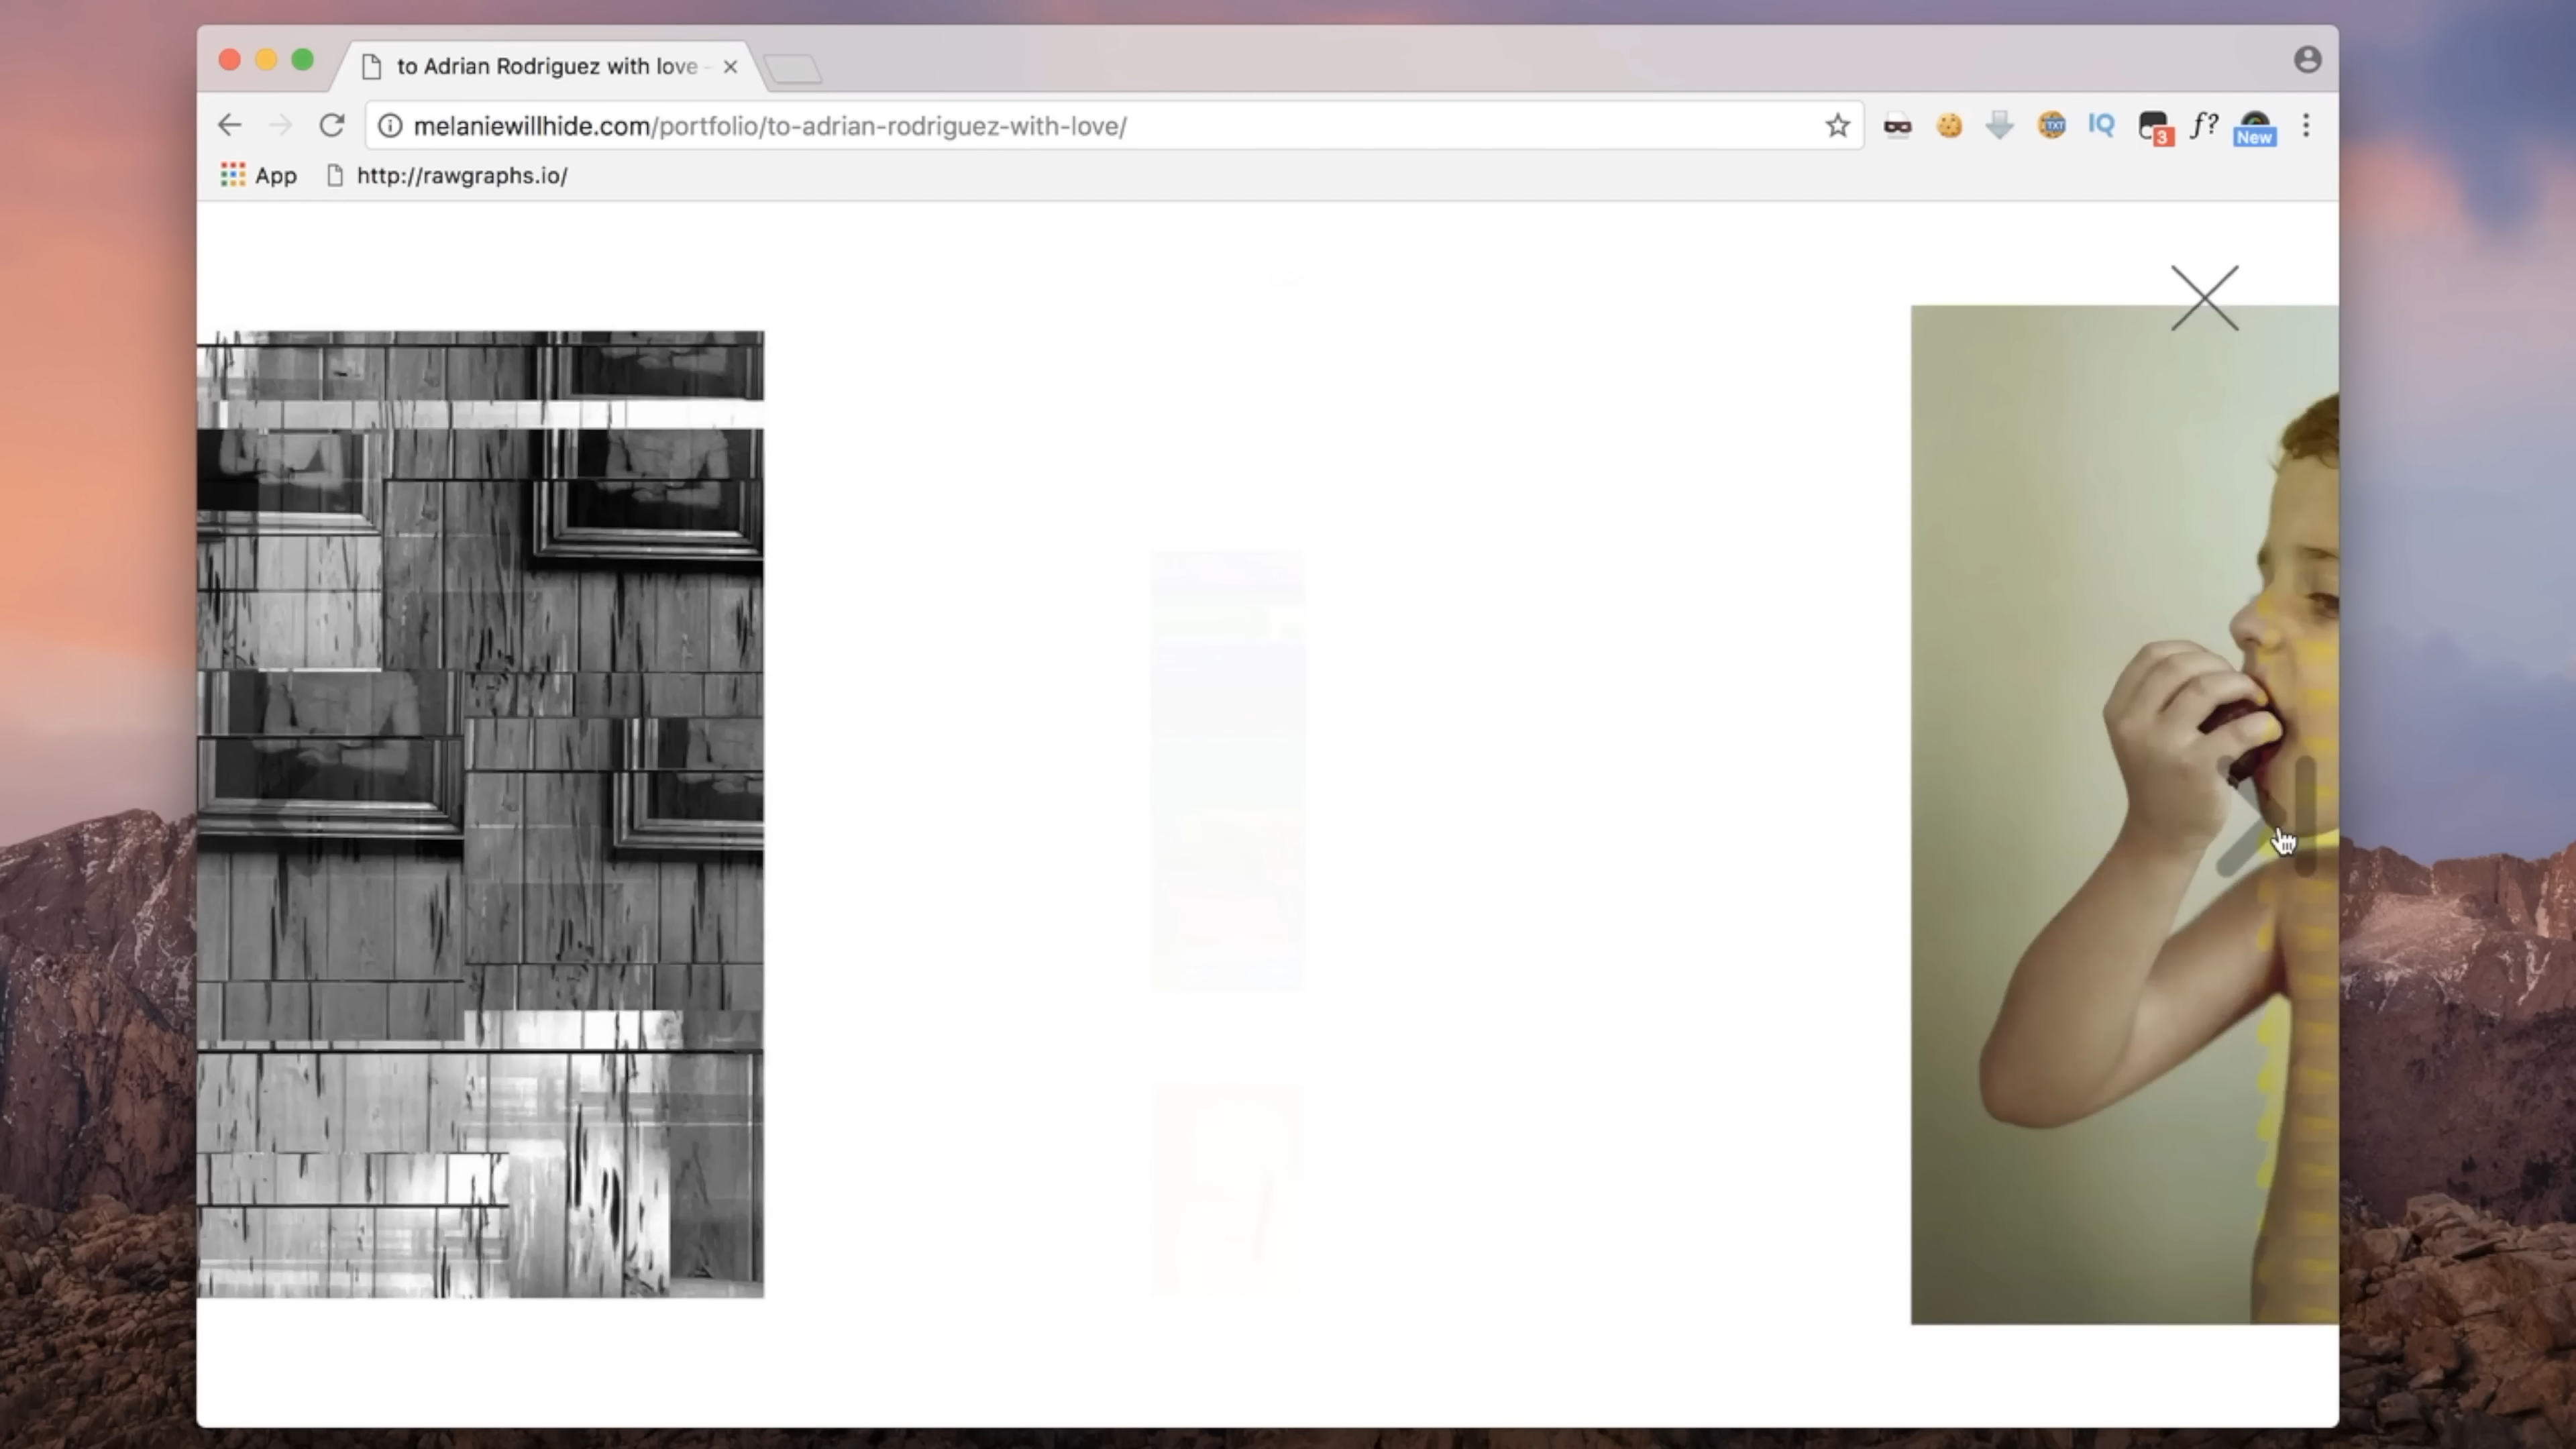 to Adrian Rodriguez with love -
melaniewillhide.com/portfolio/to-adrian-rodriguez-with-love/
TXT
IQ
3
f?
New
App
http://rawgraphs.io/